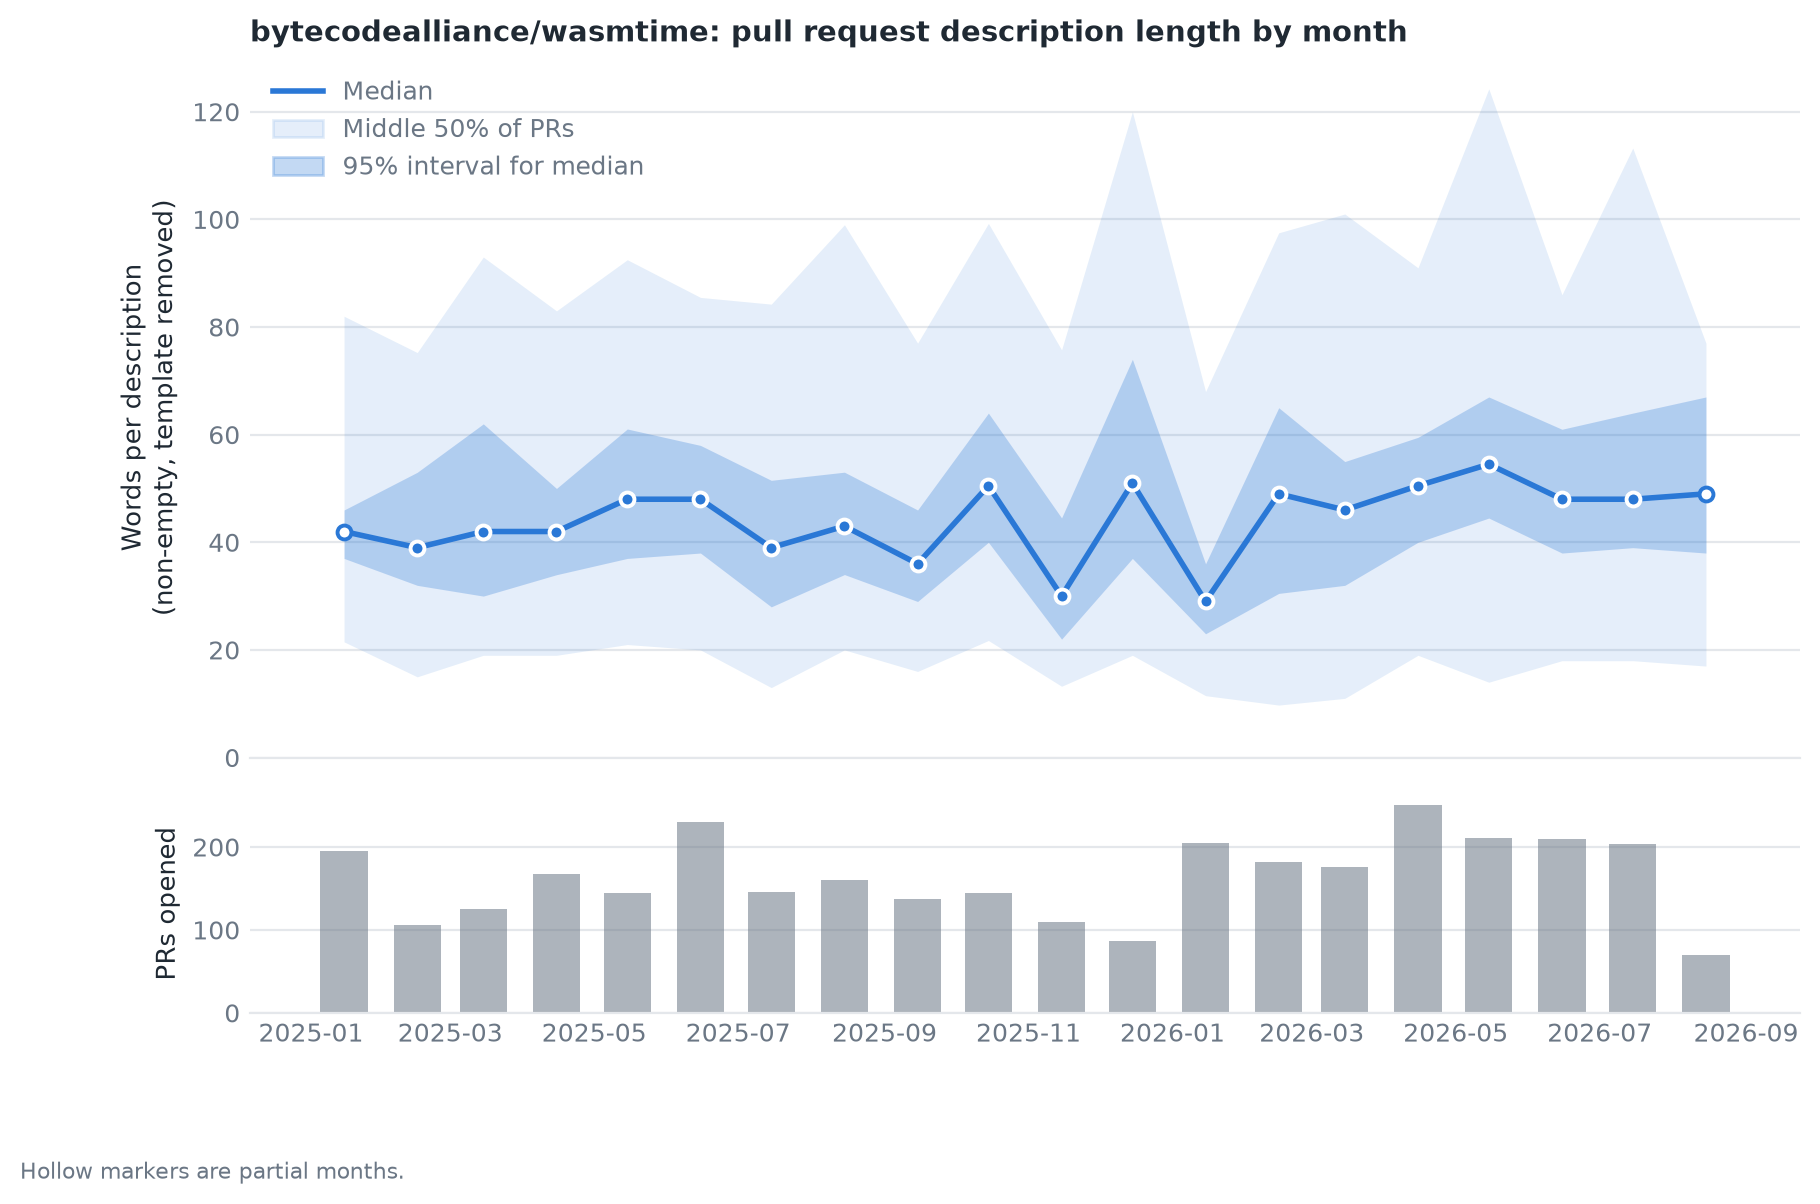 bytecodealliance/wasmtime: pull request description length by month
Median
Middle 50% of PRs
95% interval for median
120
100
80
60
40
20
0
Words per description
(non-empty, template removed)
200
100
0
PRs opened
2025-01 2025-03 2025-05 2025-07 2025-09 2025-11 2026-01 2026-03 2026-05 2026-07 2026-09
Hollow markers are partial months.